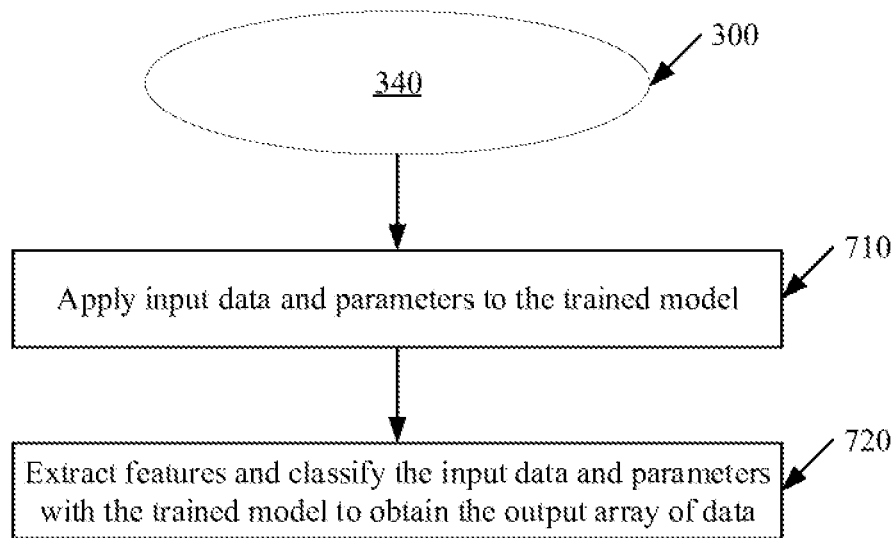 300
340
710
Apply input data and parameters to the trained model
720
Extract features and classify the input data and parameters
with the trained model to obtain the output array of data